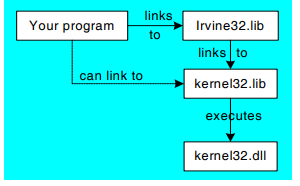 links
Your program
to
Irvine32.lib
links to
can link to
kernel32.lib
executes
kernel32.dll